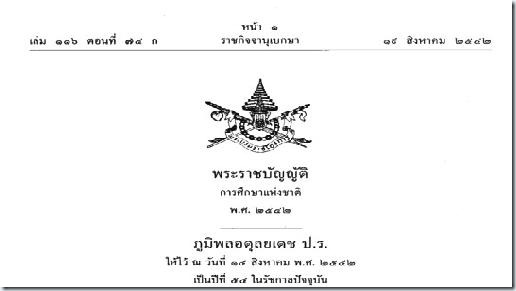 หน้า ๑
เล่ม ๑๑๖ ตอนที่ ๗๔ ก ราชกิจจานุเบกษา ๑๙ สิงหาคม ๒๕๔๒
พระราชบัญญัติ
การศึกษาแห่งชาติ
พ.ศ. ๒๕๔๒
ภูมิพลอดุลยเดช ป.ร.
ให้ไว้ ณ วันที่ ๑๔ สิงหาคม พ.ศ. ๒๕๔๒
เป็นปีที่ ๕๔ ในรัชกาลปัจจุบัน